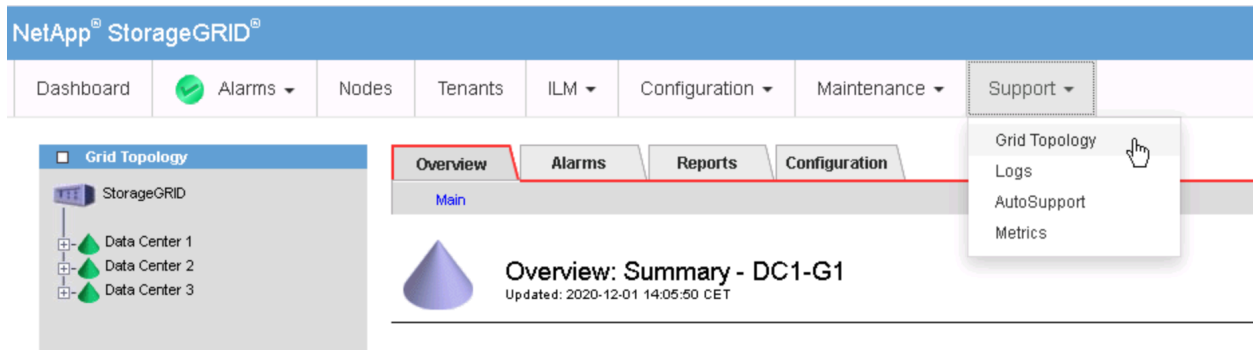 NetApp® StorageGRID®
Dashboard Alarms Nodes Tenants ILM Configuration Maintenance Support
Grid Topology
Logs
AutoSupport
Metrics
Grid Topology
StorageGRID
Data Center 1
Data Center 2
Data Center 3
Overview Alarms Reports Configuration
Main
Overview: Summary - DC1-G1
Updated: 2020-12-01 14:05:50 CET